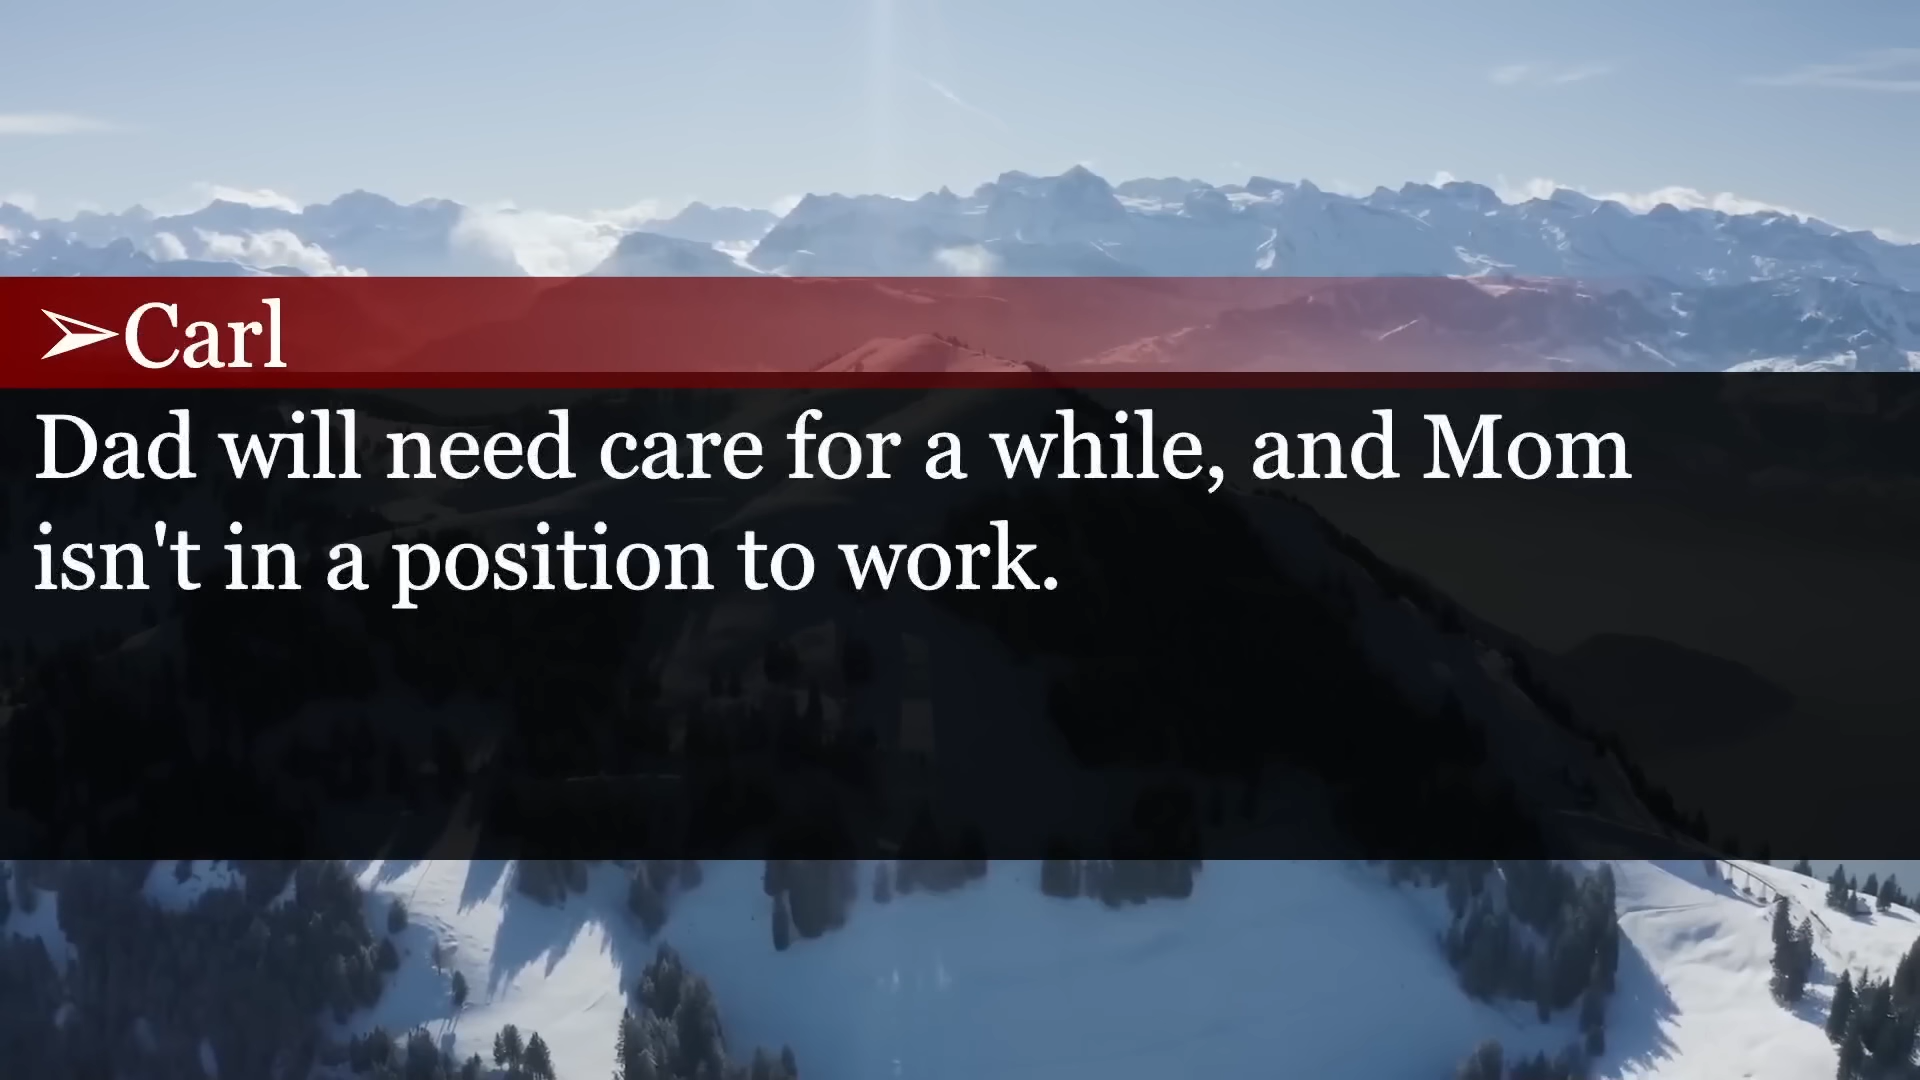 ➢Carl
Dad will need care for a while, and Mom
isn't in a position to work.